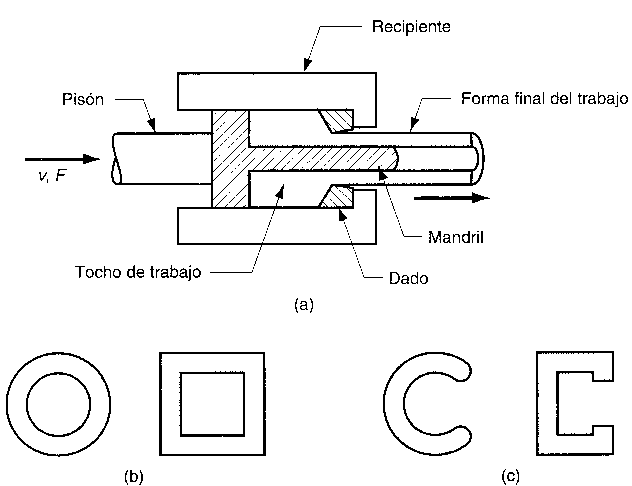 Recipiente
Pisón
Forma final del trabajo
v, F
Mandril
Tocho de trabajo
Dado
(a)
(b)
(c)